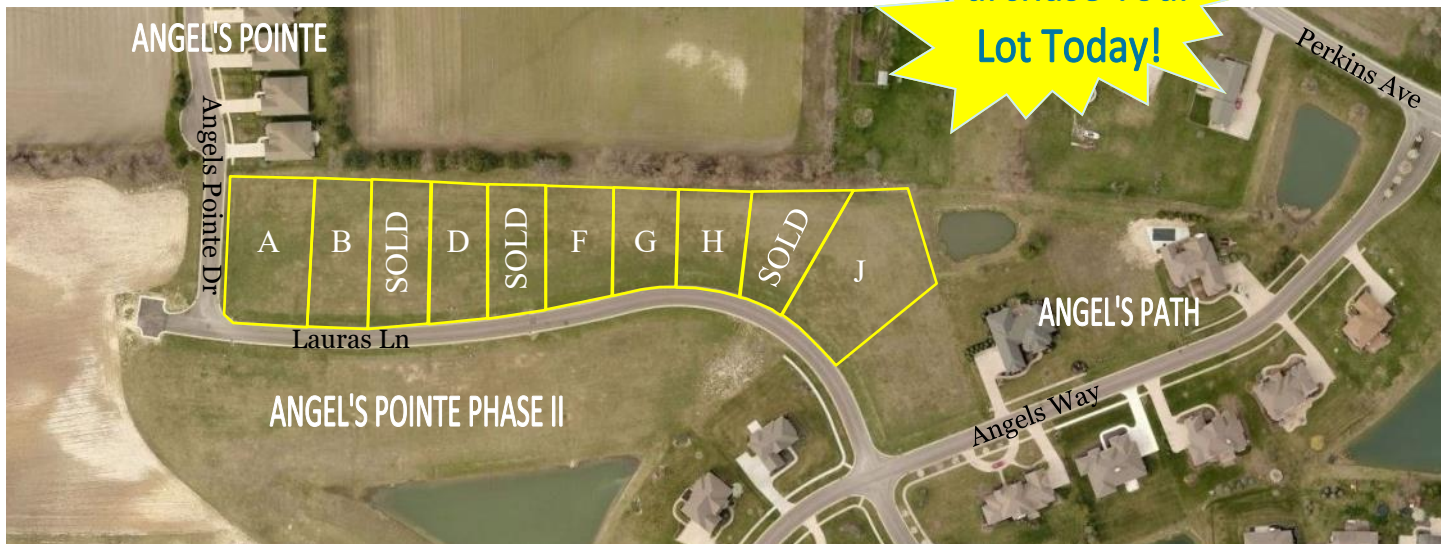 Lot Today!
ANGEL'S POINTE
Perkins Ave
Angels Pointe Dr
A
B
SOLD
D
SOLD
F
G
H
SOLD
J
ANGEL'S PATH
Lauras Ln
ANGEL'S POINTE PHASE II
Angels Way